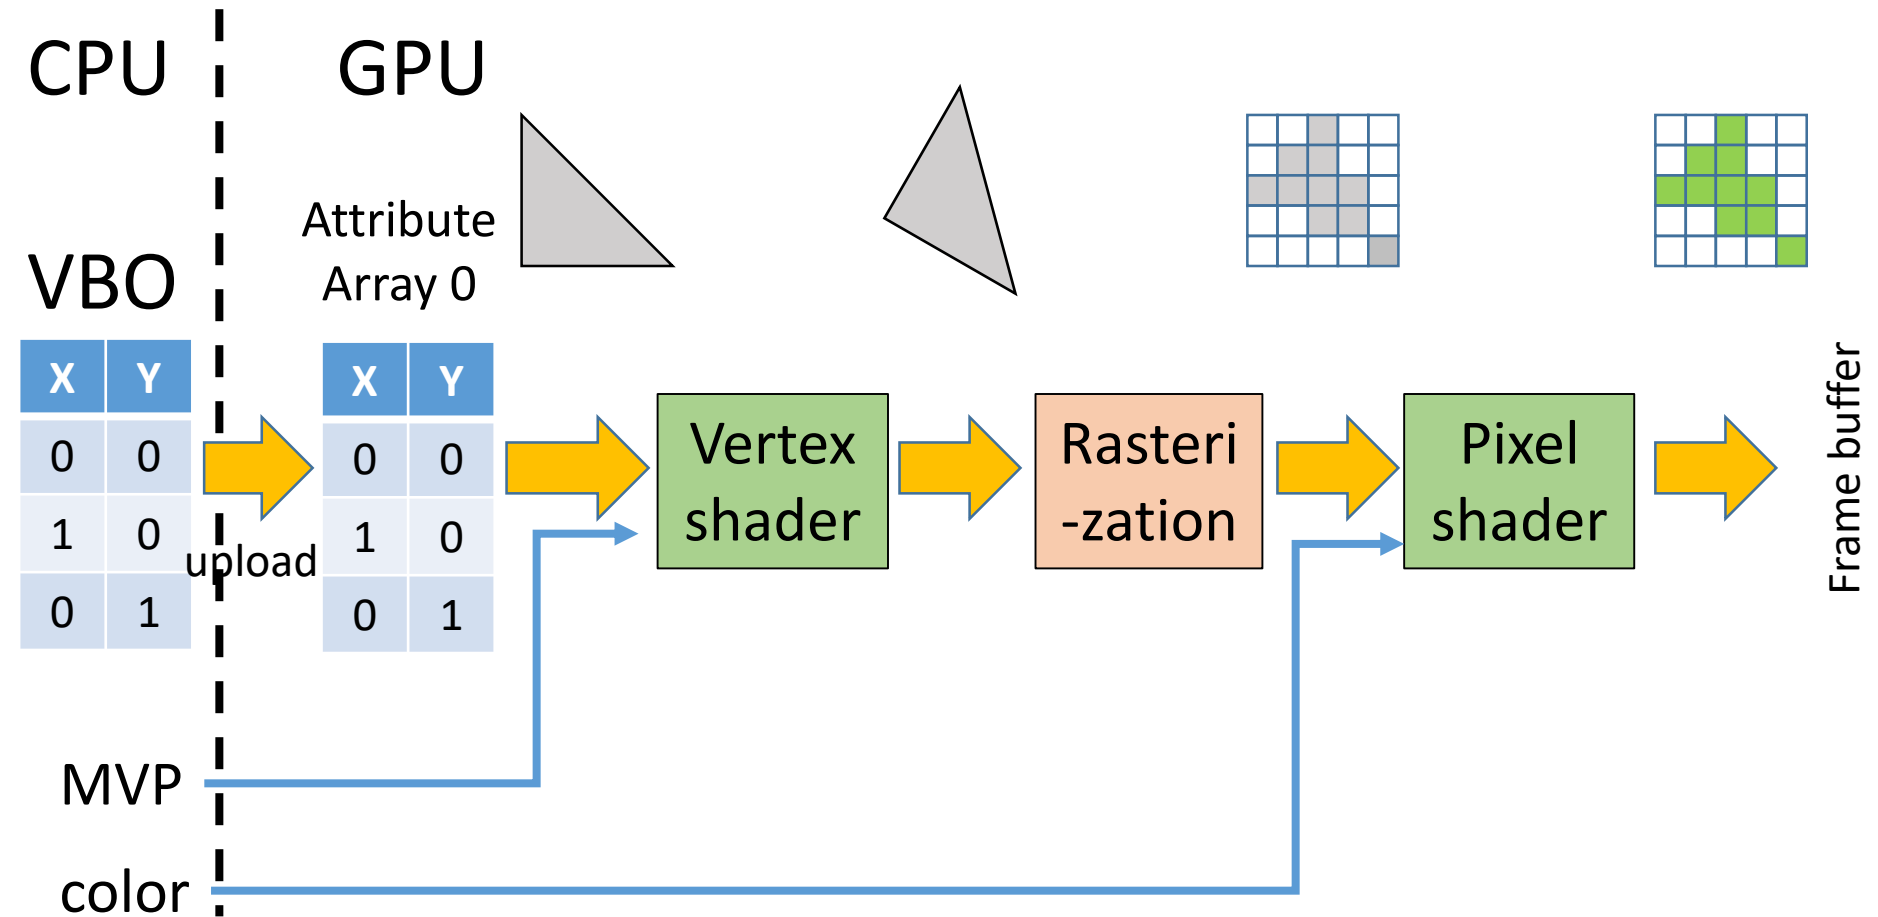 CPU
GPU
VBO
Attribute
Array 0
X Y
0 0
1 0
0 1
upload
X Y
0 0
1 0
0 1
Vertex
shader
Rasteri
-zation
Pixel
shader
Frame buffer
MVP
color